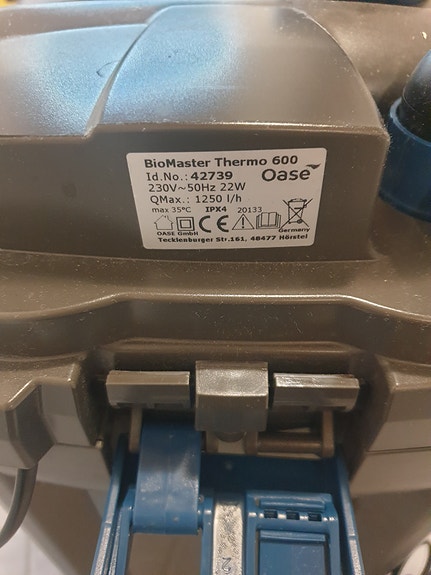 BioMaster Thermo 600
Id.No.: 42739 Oase
230V~50Hz 22W
QMax.: 1250 l/h
max 35°C IPX4 20133
OASE GmbH Germany
Tecklenburger Str.161, 48477 Hörstel